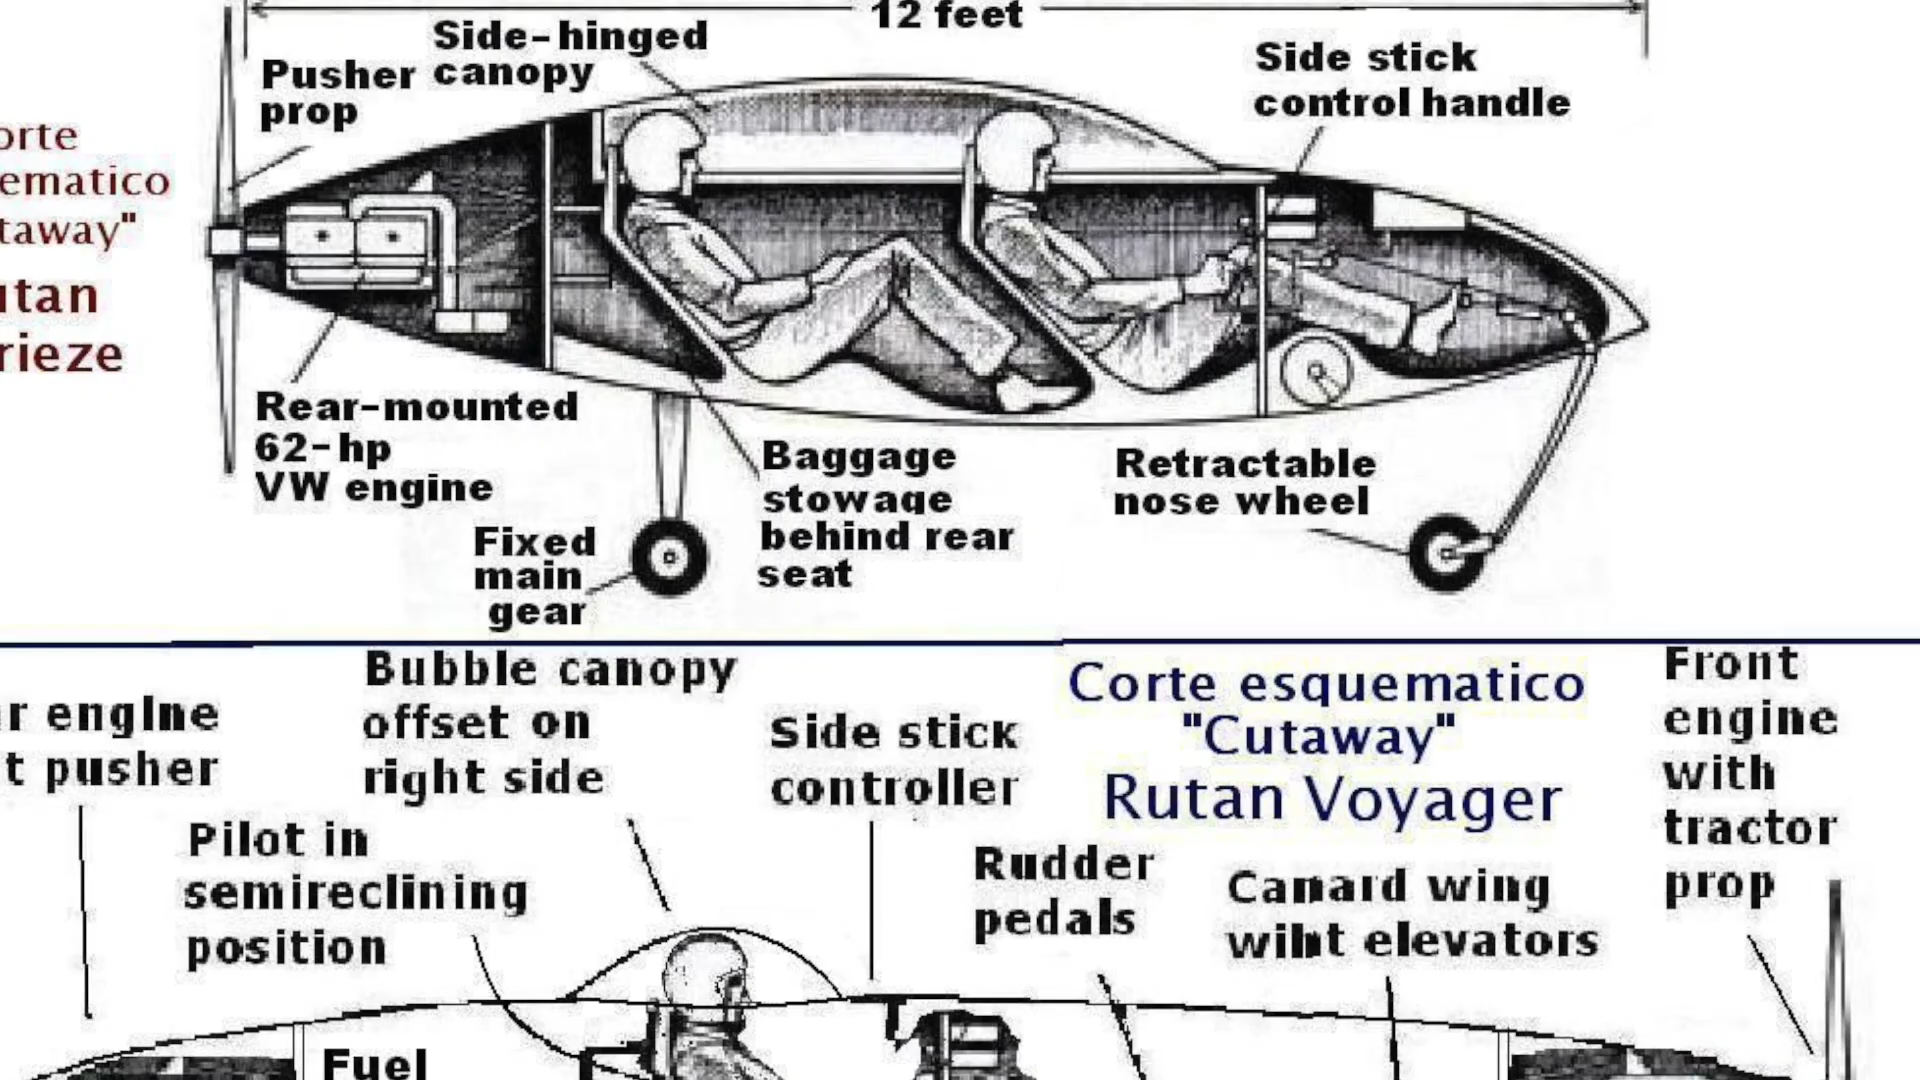 12 feet
Side-hinged
canopy
Pusher
prop
Side stick
control handle
orte
ematico
taway"
utan
rieze
Rear-mounted
62-hp
VW engine
Fixed
main
gear
Baggage
stowage
behind rear
seat
Retractable
nose wheel
r engine
t pusher
Bubble canopy
offset on
right side
Pilot in
semireclining
position
Side stick
controller
Corte esquematico
"Cutaway"
Rutan Voyager
Rudder
pedals
Canard wing
wiht elevators
Front
engine
with
tractor
prop
Fuel